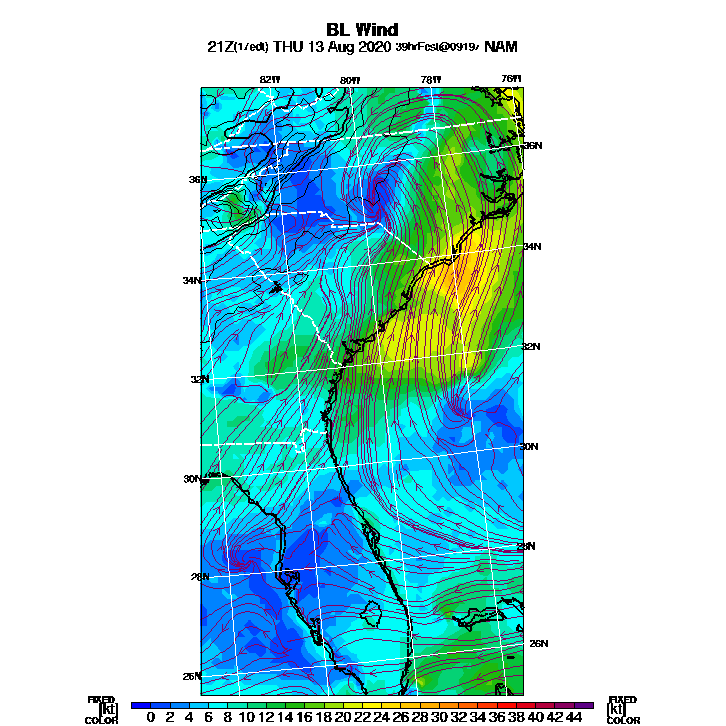 BL Wind
21Z(17edt) THU 13 Aug 2020 39hrFcst@0919z NAM
82W 80W 78W 76W
36N
36N
34N
34N
32N
32N
30N
30N
28N
28N
26N
26N
FIXED FIXED
[kt] 0 2 4 6 8 10 12 14 16 18 20 22 24 26 28 30 32 34 36 38 40 42 44 [kt]
COLOR COLOR